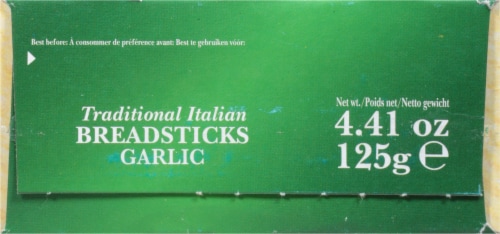 Best before: À consommer de préférence avant: Best te gebruiken vóór:
Traditional Italian
BREADSTICKS
GARLIC
Net wt./Poids net/Netto gewicht
4.41 oz
125g ℮